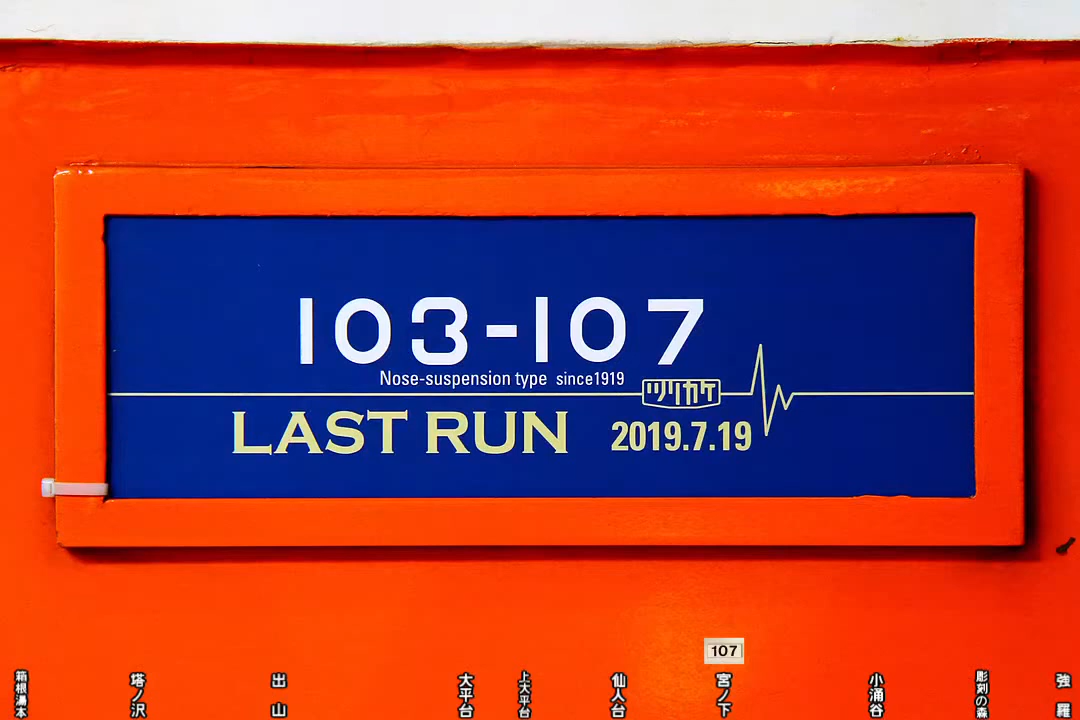 103-107
Nose-suspension type since1919
ツリカケ
LAST RUN 2019.7.19
107
箱根湯本
塔ノ沢
出山
大平台
上大平台
仙人台
宮ノ下
小涌谷
彫刻の森
強羅